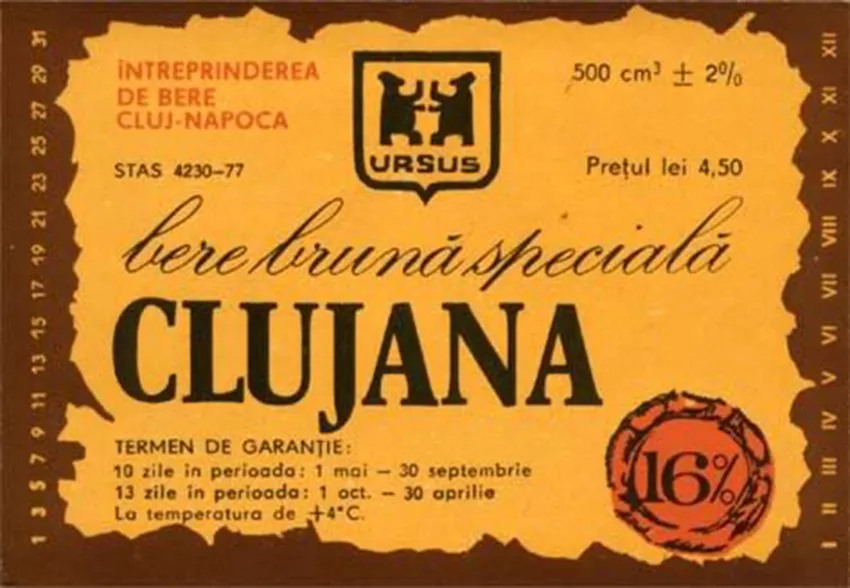 ÎNTREPRINDEREA
DE BERE
CLUJ-NAPOCA
STAS 4230-77
URSUS
500 cm³ ± 2%
Prețul lei 4,50
bere brună specială
CLUJANA
TERMEN DE GARANȚIE:
10 zile în perioada: 1 mai – 30 septembrie
13 zile în perioada: 1 oct. – 30 aprilie
La temperatura de +4°C.
16%
1 3 5 7 9 11 13 15 17 19 21 23 25 27 29 31
I II III IV V VI VII VIII IX X XI XII